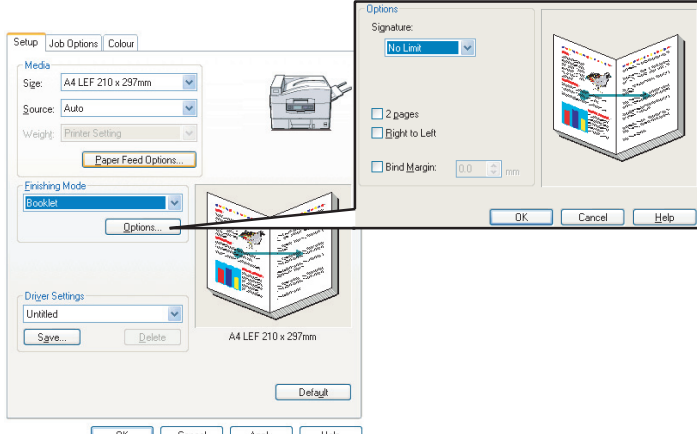 Setup
Job Options
Colour
Media
Size: A4 LEF 210 x 297mm
Source: Auto
Weight: Printer Setting
Paper Feed Options...
Finishing Mode
Booklet
Options...
Driver Settings
Untitled
Save...
Delete
A4 LEF 210 x 297mm
Default
Options
Signature:
No Limit
2 pages
Right to Left
Bind Margin: 0.0 mm
OK
Cancel
Help